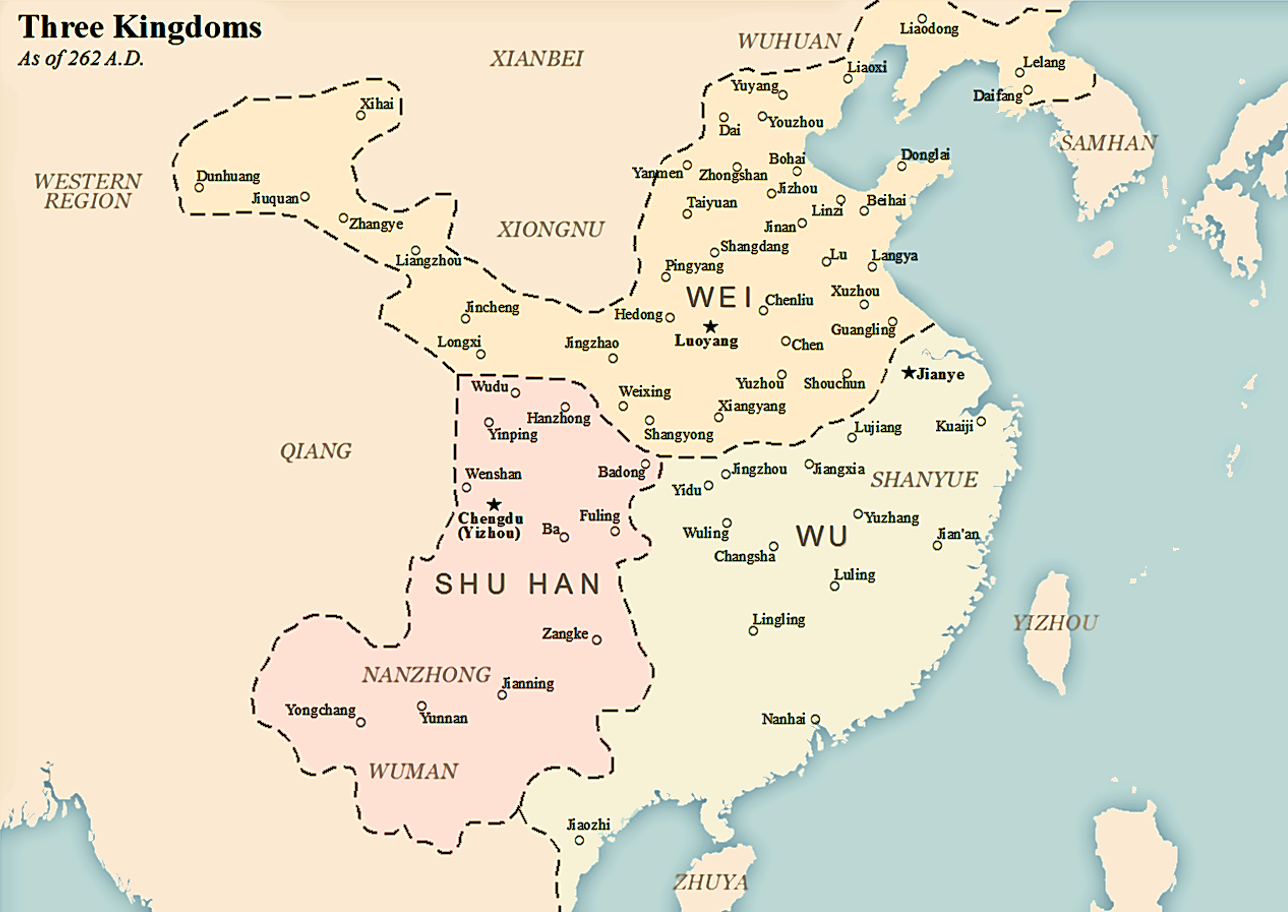 Three Kingdoms
As of 262 A.D.
XIANBEI
WUHUAN
Liaodong
Liaoxi
Lelang
Daifang
SAMHAN
Yuyang
Youzhou
Dai
Xihai
WESTERN
REGION
Dunhuang
Jiuquan
Zhangye
Liangzhou
XIONGNU
Yanmen
Zhongshan
Bohai
Jizhou
Donglai
Taiyuan
Linzi
Beihai
Jinan
Shangdang
Lu
Langya
Pingyang
WEI
Chenliu
Xuzhou
Jincheng
Hedong
Luoyang
Guangling
Longxi
Jingzhao
Chen
Jianye
Wudu
Weixing
Yuzhou
Shouchun
Hanzhong
Xiangyang
Yinping
Shangyong
Lujiang
Kuaiji
QIANG
Wenshan
Badong
Jingzhou
Jiangxia
SHANYUE
Yidu
Chengdu
(Yizhou)
Ba
Fuling
Wuling
WU
Yuzhang
Changsha
Jian'an
SHU HAN
Luling
Lingling
YIZHOU
Zangke
NANZHONG
Jianning
Yongchang
Yunnan
Nanhai
WUMAN
Jiaozhi
ZHUYA